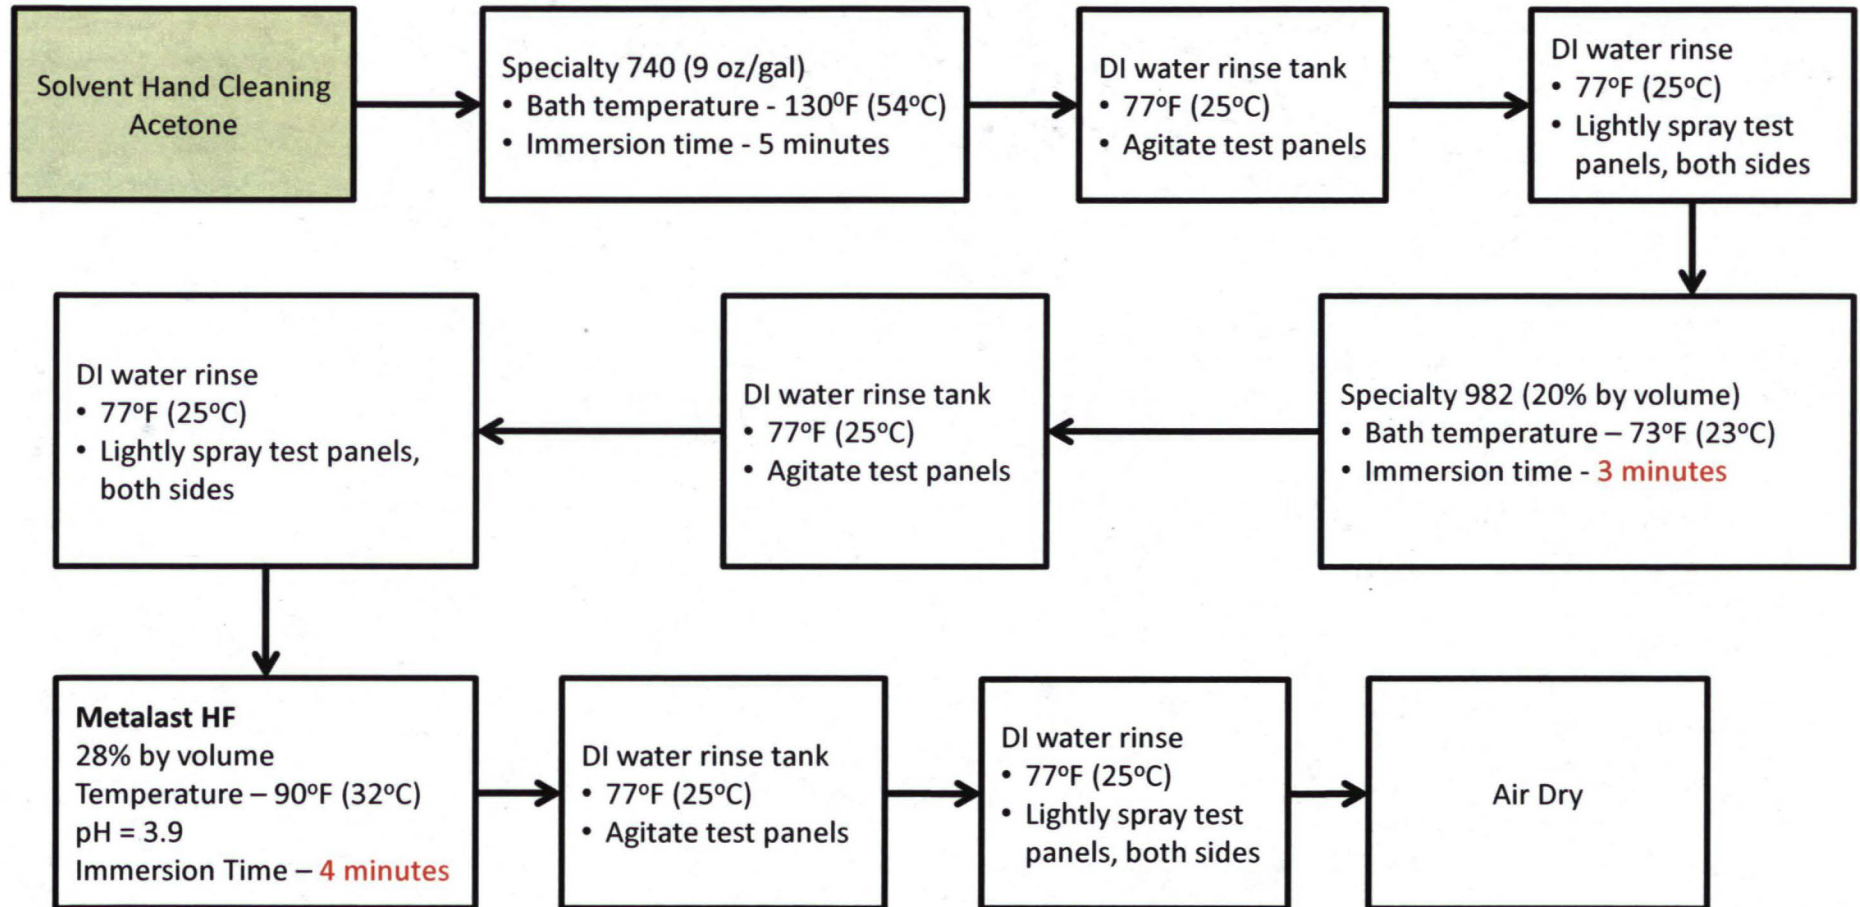 Solvent Hand Cleaning
Acetone
Specialty 740 (9 oz/gal)
• Bath temperature - 130⁰F (54ºC)
• Immersion time - 5 minutes
DI water rinse tank
• 77ºF (25ºC)
• Agitate test panels
DI water rinse
• 77ºF (25ºC)
• Lightly spray test
panels, both sides
Specialty 982 (20% by volume)
• Bath temperature – 73ºF (23ºC)
• Immersion time - 3 minutes
DI water rinse tank
• 77ºF (25ºC)
• Agitate test panels
DI water rinse
• 77ºF (25ºC)
• Lightly spray test panels,
both sides
Metalast HF
28% by volume
Temperature – 90ºF (32ºC)
pH = 3.9
Immersion Time – 4 minutes
DI water rinse tank
• 77ºF (25ºC)
• Agitate test panels
DI water rinse
• 77ºF (25ºC)
• Lightly spray test
panels, both sides
Air Dry